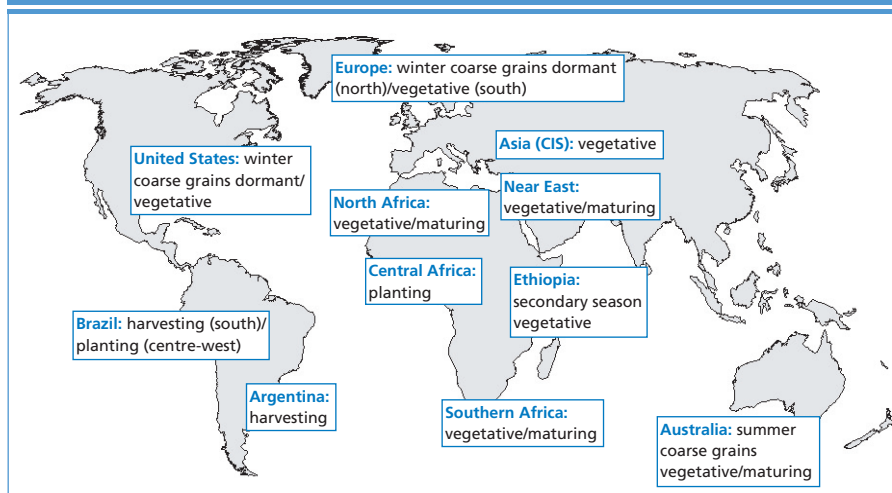 Europe: winter coarse grains dormant
(north)/vegetative (south)
Asia (CIS): vegetative
United States: winter
coarse grains dormant/
vegetative
Near East:
vegetative/maturing
North Africa:
vegetative/maturing
Central Africa:
planting
Ethiopia:
secondary season
vegetative
Brazil: harvesting (south)/
planting (centre-west)
Argentina:
harvesting
Southern Africa:
vegetative/maturing
Australia: summer
coarse grains
vegetative/maturing